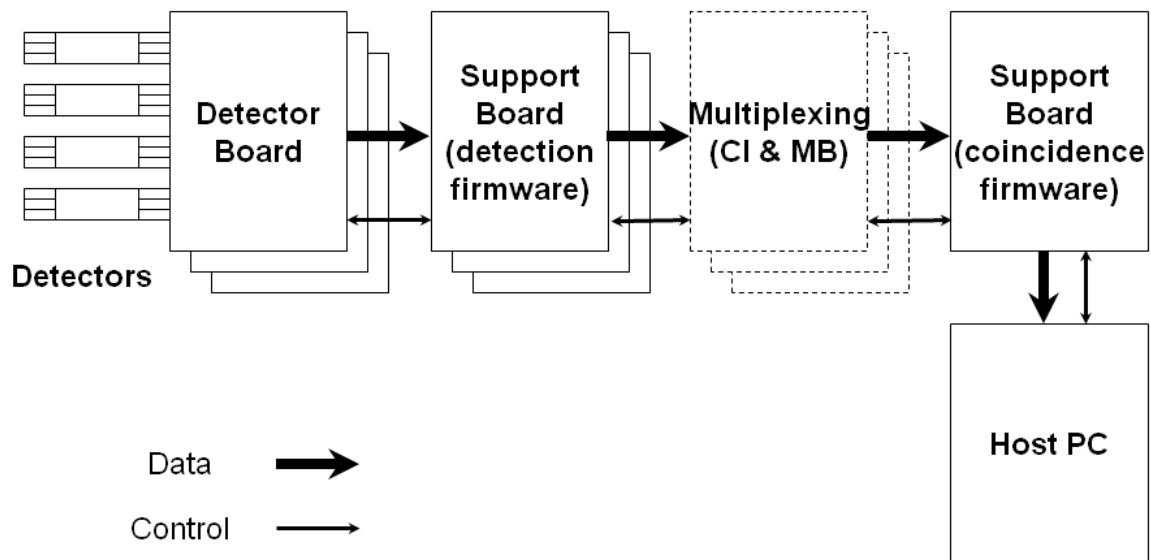 Detector
Board
Support
Board
(detection
firmware)
Multiplexing
(CI & MB)
Support
Board
(coincidence
firmware)
Detectors
Host PC
Data
Control